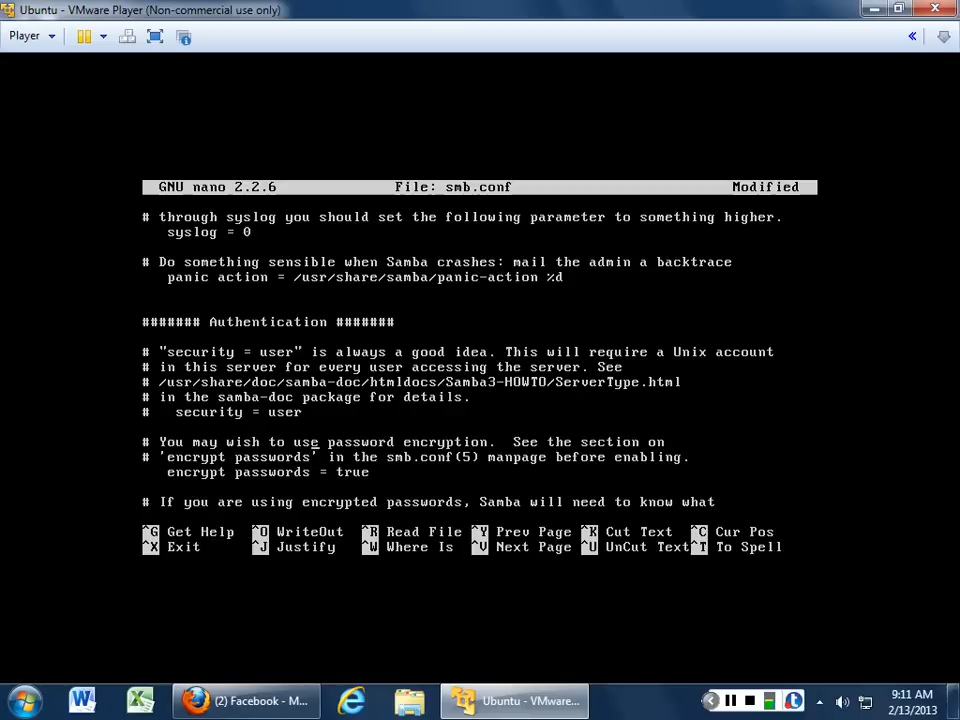 Ubuntu - VMware Player (Non-commercial use only)
Player
GNU nano 2.2.6 File: smb.conf Modified
# through syslog you should set the following parameter to something higher.
syslog = 0
# Do something sensible when Samba crashes: mail the admin a backtrace
panic action = /usr/share/samba/panic-action %d
####### Authentication #######
# "security = user" is always a good idea. This will require a Unix account
# in this server for every user accessing the server. See
# /usr/share/doc/samba-doc/htmldocs/Samba3-HOWTO/ServerType.html
# in the samba-doc package for details.
#   security = user
# You may wish to use password encryption.  See the section on
# 'encrypt passwords' in the smb.conf(5) manpage before enabling.
encrypt passwords = true
# If you are using encrypted passwords, Samba will need to know what
^G Get Help ^O WriteOut ^R Read File ^Y Prev Page ^K Cut Text ^C Cur Pos
^X Exit ^J Justify ^W Where Is ^V Next Page ^U UnCut Text ^T To Spell
(2) Facebook - M... Ubuntu - VMware... 9:11 AM
2/13/2013